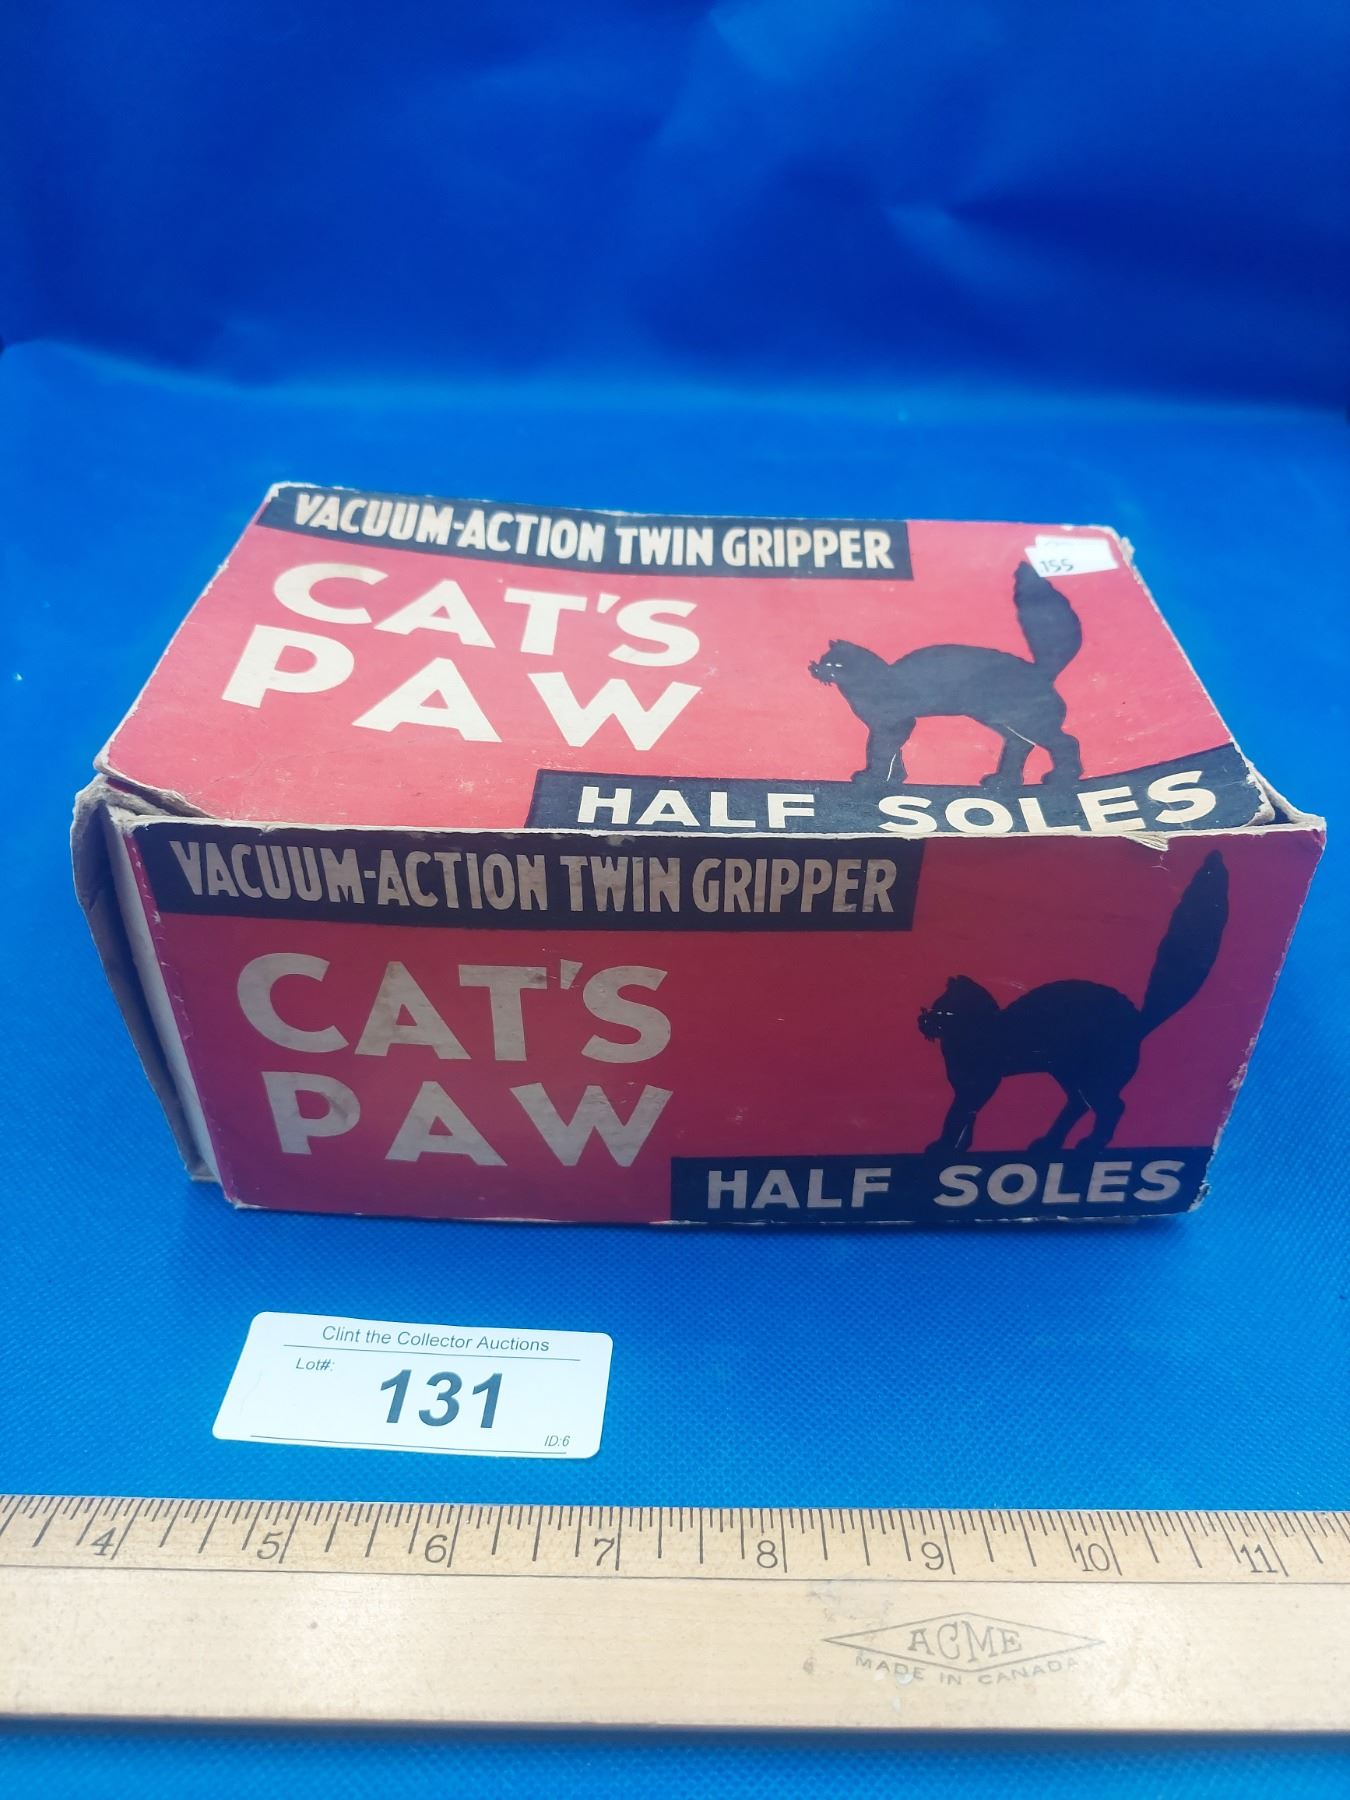 VACUUM-ACTION TWIN GRIPPER
155
CAT'S
PAW
HALF SOLES
VACUUM-ACTION TWIN GRIPPER
CAT'S
PAW
HALF SOLES
Clint the Collector Auctions
Lot#:
131
ID:6
4 5 6 7 8 9 10 11
ACME
MADE IN CANADA